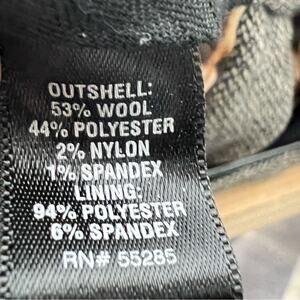 OUTSHELL:
53% WOOL
44% POLYESTER
2% NYLON
1% SPANDEX
LINING:
94% POLYESTER
6% SPANDEX
RN# 55285